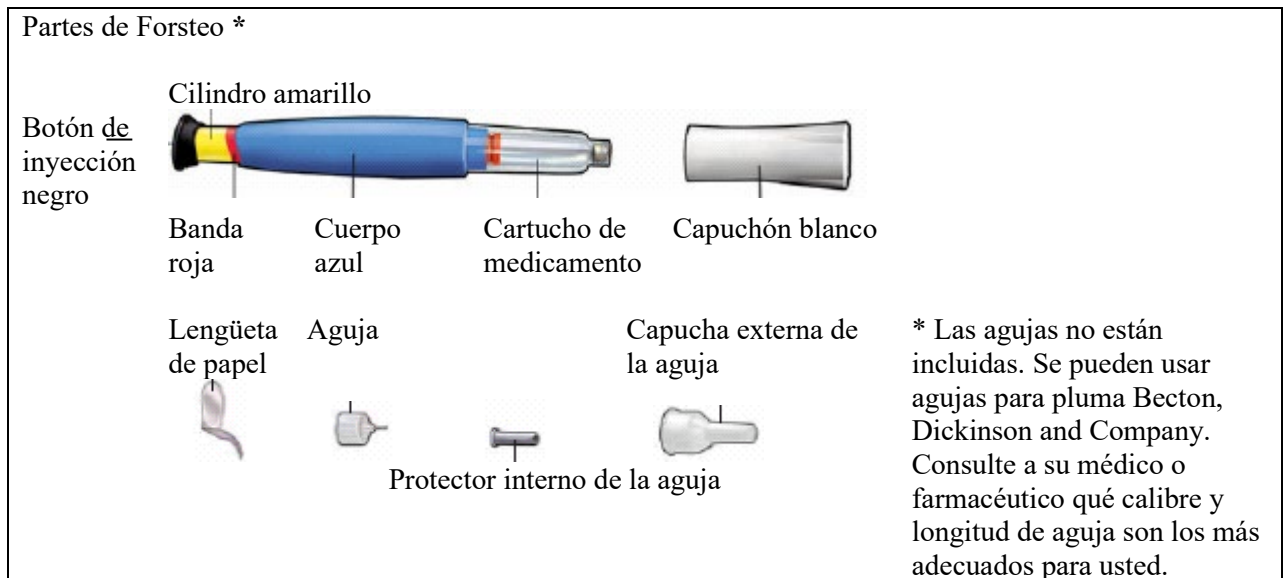 Partes de Forsteo *
Cilindro amarillo
Botón de
inyección
negro
Banda
roja
Cuerpo
azul
Cartucho de
medicamento
Capuchón blanco
Lengüeta
de papel
Aguja
Capucha externa de
la aguja
Protector interno de la aguja
* Las agujas no están
incluidas. Se pueden usar
agujas para pluma Becton,
Dickinson and Company.
Consulte a su médico o
farmacéutico qué calibre y
longitud de aguja son los más
adecuados para usted.